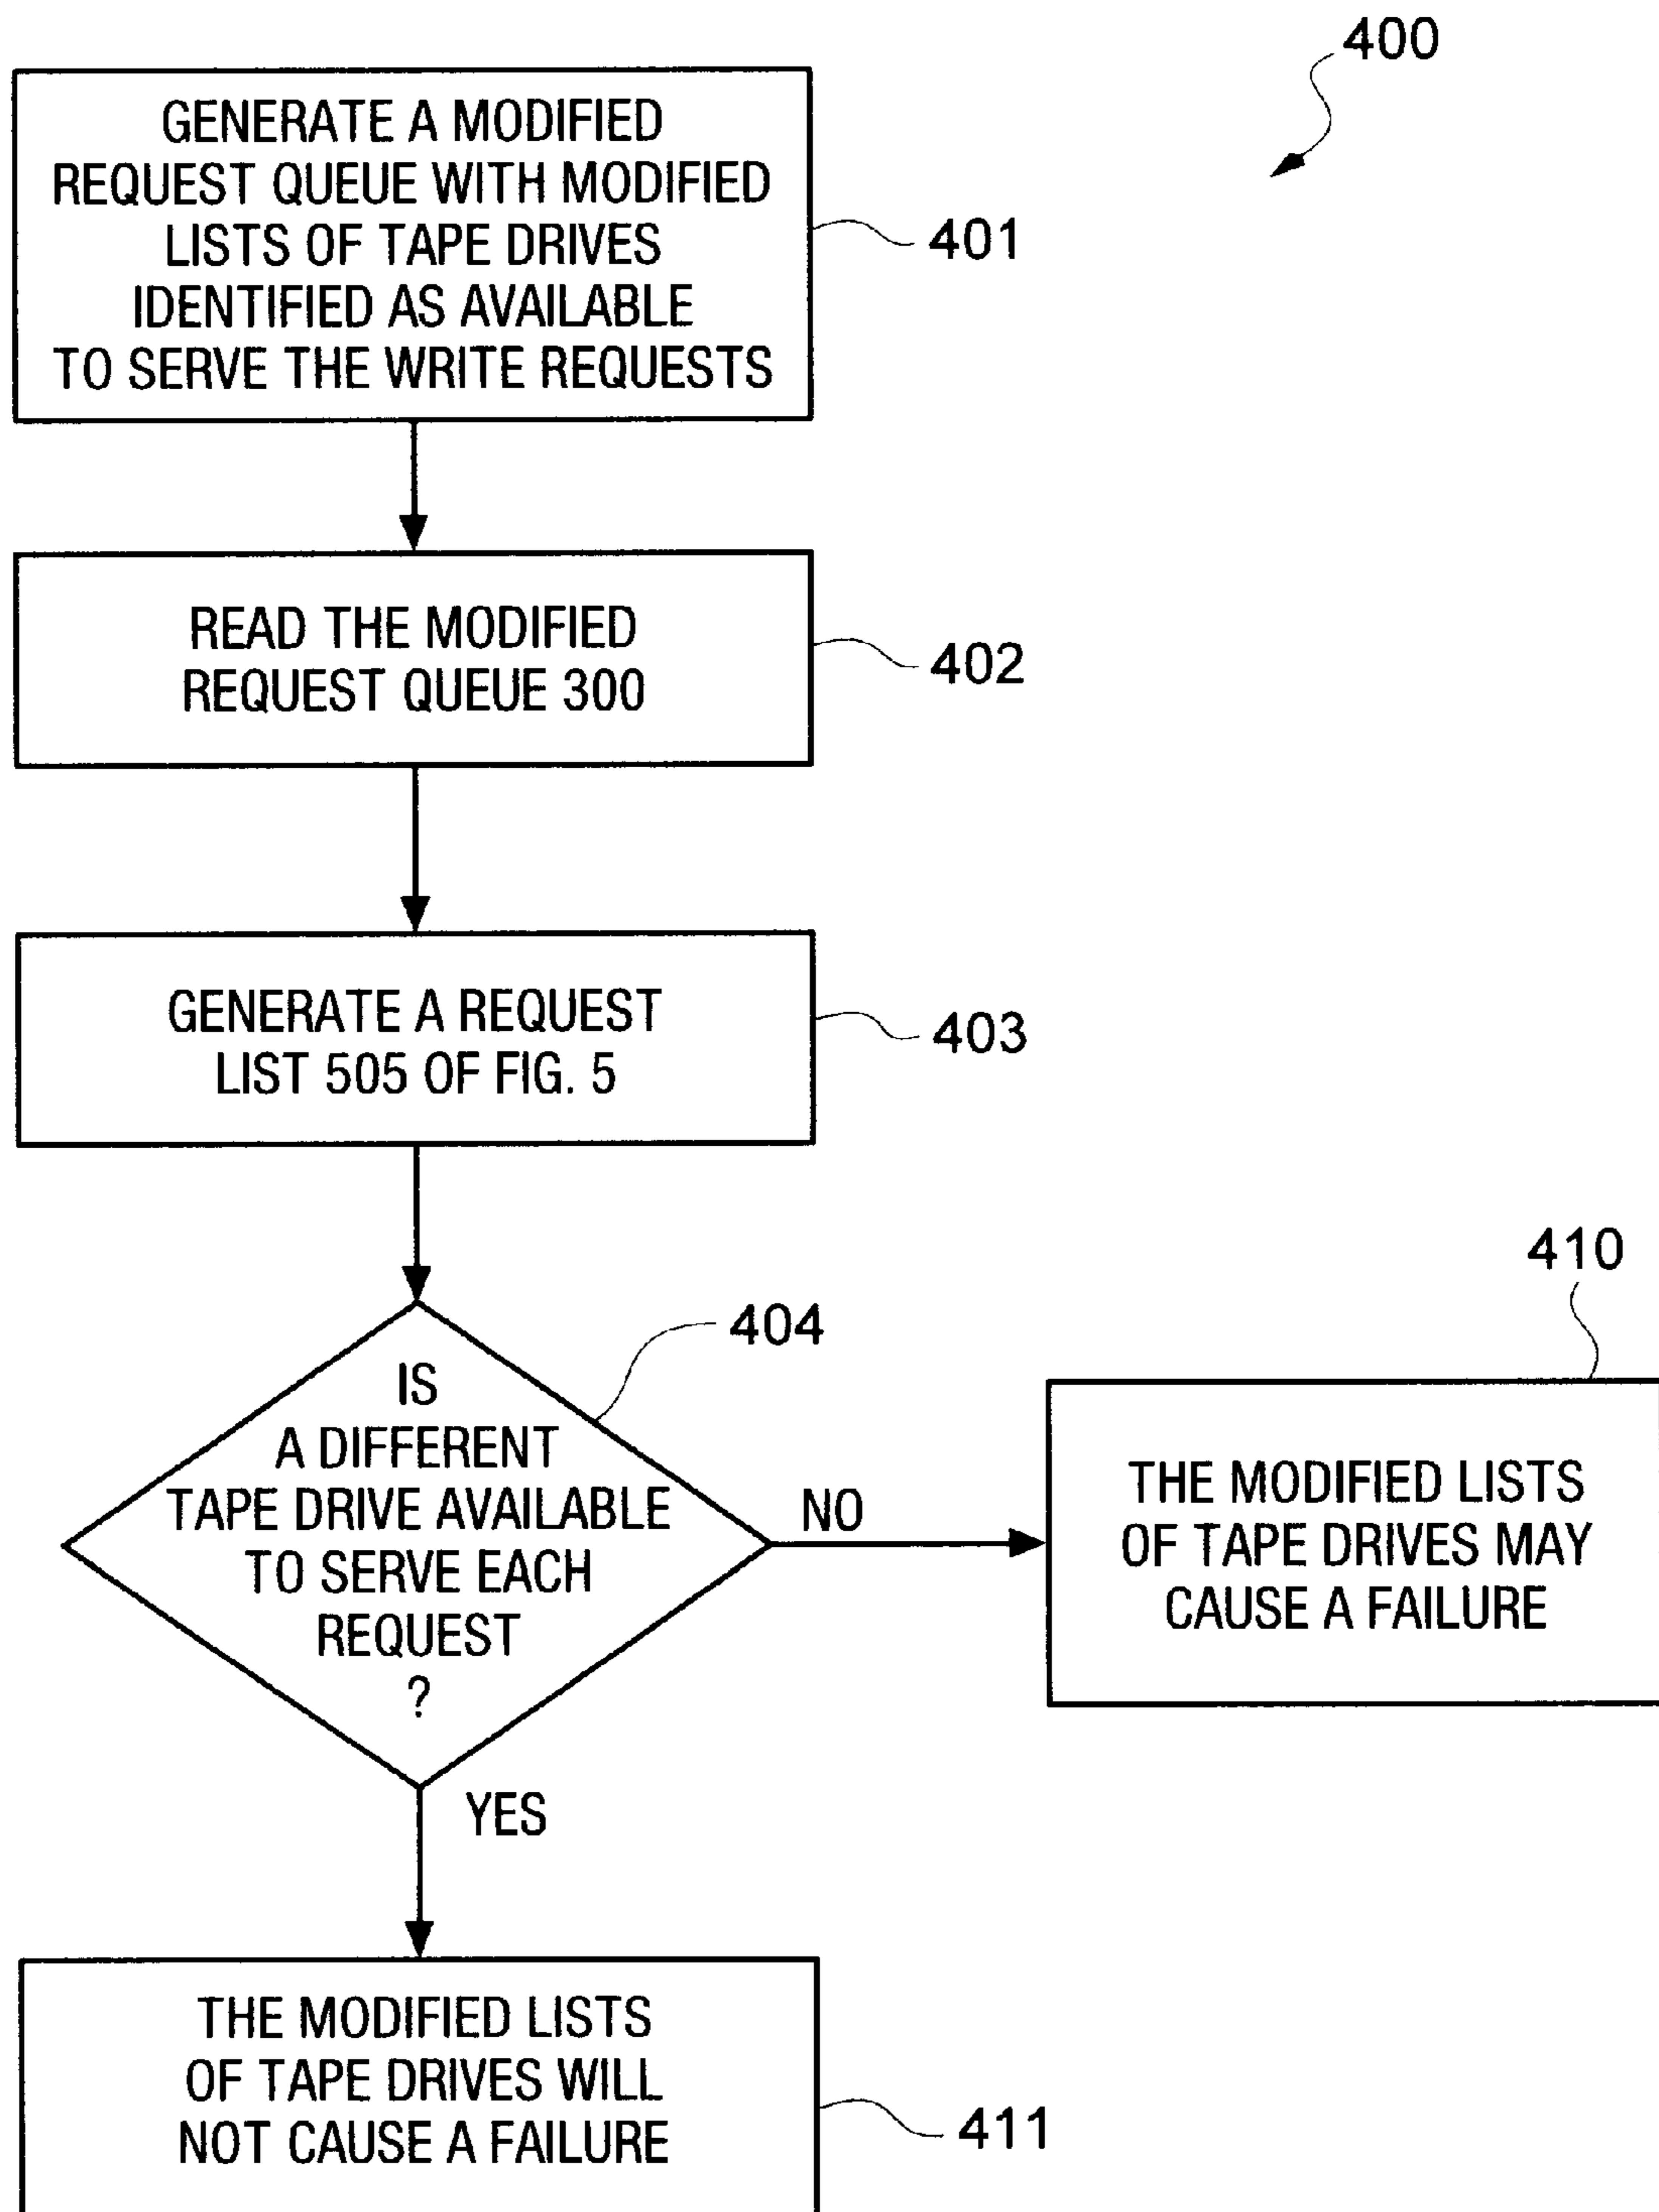 400
GENERATE A MODIFIED
REQUEST QUEUE WITH MODIFIED
LISTS OF TAPE DRIVES
IDENTIFIED AS AVAILABLE
TO SERVE THE WRITE REQUESTS
401
READ THE MODIFIED
REQUEST QUEUE 300
402
GENERATE A REQUEST
LIST 505 OF FIG. 5
403
IS
A DIFFERENT
TAPE DRIVE AVAILABLE
TO SERVE EACH
REQUEST
?
404
NO
410
THE MODIFIED LISTS
OF TAPE DRIVES MAY
CAUSE A FAILURE
YES
THE MODIFIED LISTS
OF TAPE DRIVES WILL
NOT CAUSE A FAILURE
411